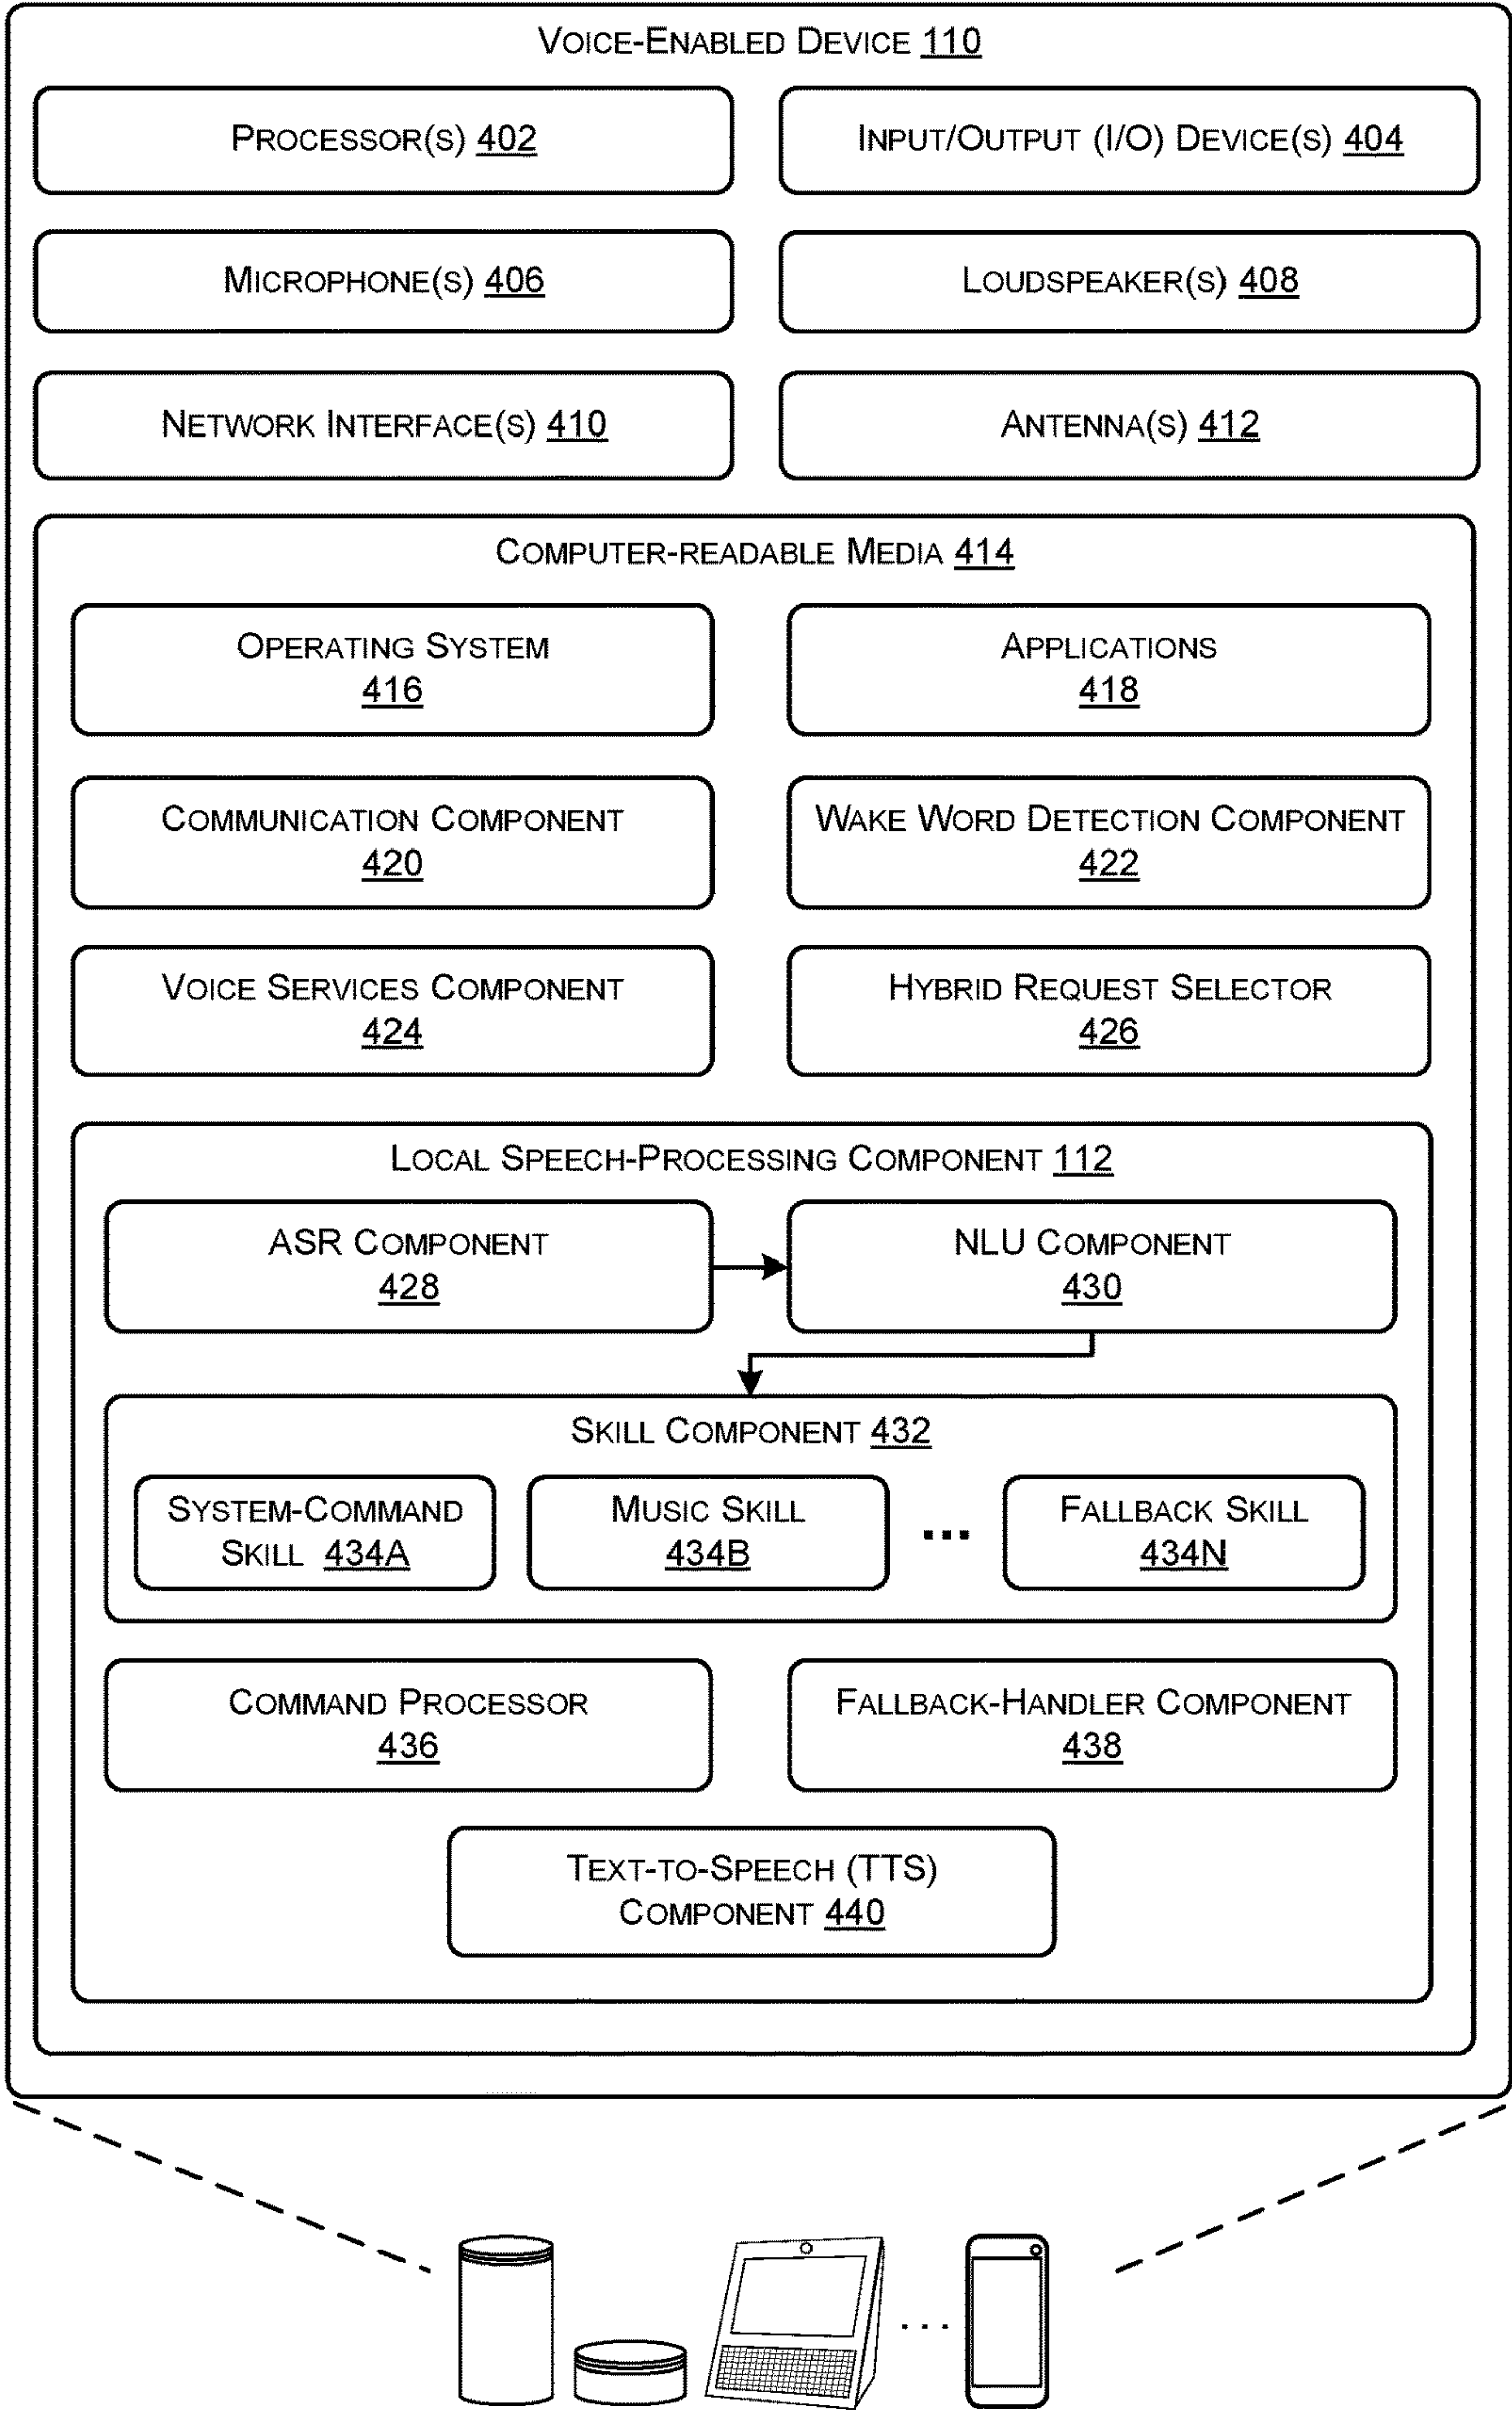 VOICE-ENABLED DEVICE 110
PROCESSOR(S) 402
INPUT/OUTPUT (I/O) DEVICE(S) 404
MICROPHONE(S) 406
LOUDSPEAKER(S) 408
NETWORK INTERFACE(S) 410
ANTENNA(S) 412
COMPUTER-READABLE MEDIA 414
OPERATING SYSTEM
416
APPLICATIONS
418
COMMUNICATION COMPONENT
420
WAKE WORD DETECTION COMPONENT
422
VOICE SERVICES COMPONENT
424
HYBRID REQUEST SELECTOR
426
LOCAL SPEECH-PROCESSING COMPONENT 112
ASR COMPONENT
428
NLU COMPONENT
430
SKILL COMPONENT 432
SYSTEM-COMMAND
SKILL 434A
MUSIC SKILL
434B
...
FALLBACK SKILL
434N
COMMAND PROCESSOR
436
FALLBACK-HANDLER COMPONENT
438
TEXT-TO-SPEECH (TTS)
COMPONENT 440
...